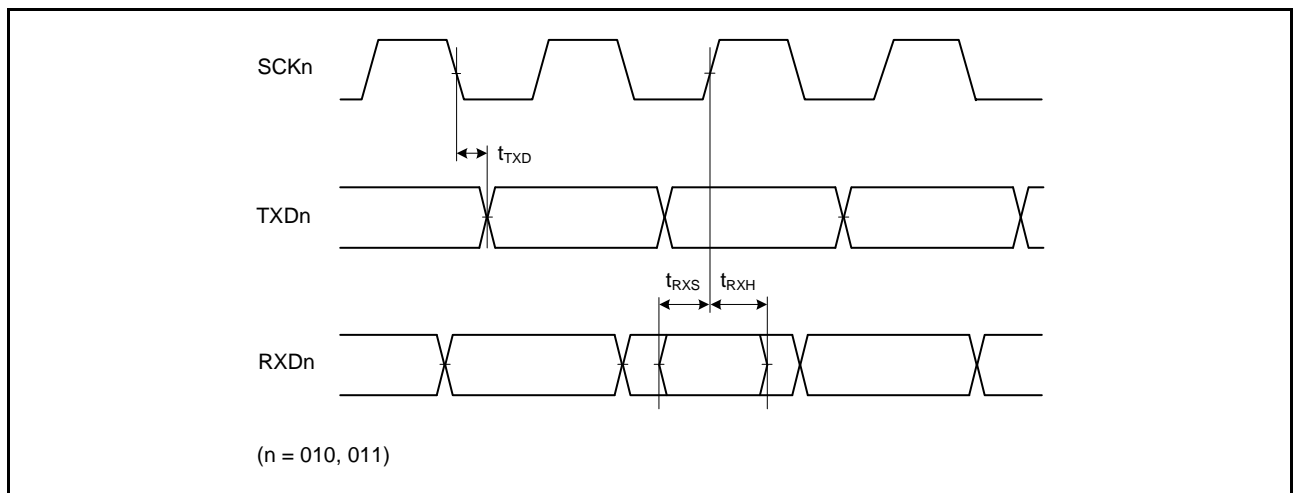 SCKn
tTXD
TXDn
tRXS tRXH
RXDn
(n = 010, 011)